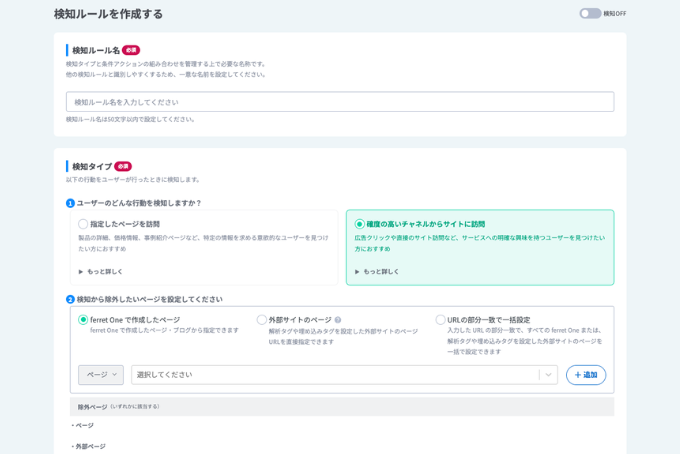 検知ルールを作成する
検知OFF
検知ルール名 必須
検知タイプと条件アクションの組み合わせを管理する上で必要な名称です。
他の検知ルールと識別しやすくするため、一意な名前を設定してください。
検知ルール名を入力してください
検知ルール名は50文字以内で設定してください。
検知タイプ 必須
以下の行動をユーザーが行ったときに検知します。
1 ユーザーのどんな行動を検知しますか？
指定したページを訪問
製品の詳細、価格情報、事例紹介ページなど、特定の情報を求める意欲的なユーザーを見つけ
たい方におすすめ
▶ もっと詳しく
確度の高いチャネルからサイトに訪問
広告クリックや直接のサイト訪問など、サービスへの明確な興味を持つユーザーを見つけたい
方におすすめ
▶ もっと詳しく
2 検知から除外したいページを設定してください
ferret One で作成したページ
ferret One で作成したページ・ブログから指定できます
外部サイトのページ ?
解析タグや埋め込みタグを設定した外部サイトのページ
URLを直接指定できます
URLの部分一致で一括設定
入力した URL の部分一致で、すべての ferret One または、
解析タグや埋め込みタグを設定した外部サイトのページを
一括で設定できます
ページ
選択してください
＋追加
除外ページ（いずれかに該当する）
・ページ
・外部ページ